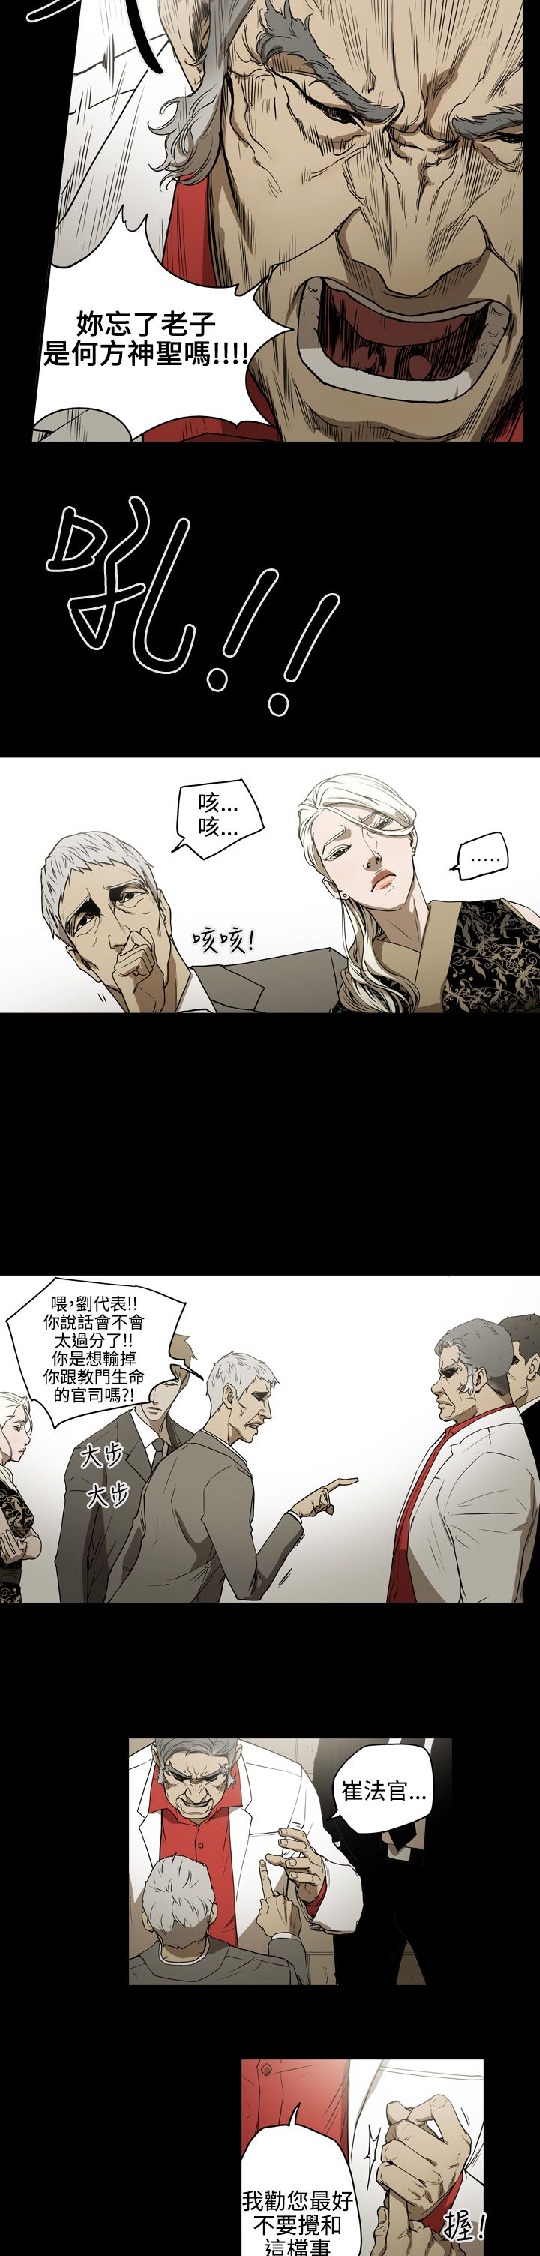 妳忘了老子
是何方神聖嗎!!!!
吼!!
咳...
咳...
.....
咳咳!
喂,劉代表!!
你說話會不會
太過分了!!
你是想輸掉
你跟教門生命
的官司嗎?!
大步
大步
崔法官...
我勸您最好
不要攪和
這檔事
握!